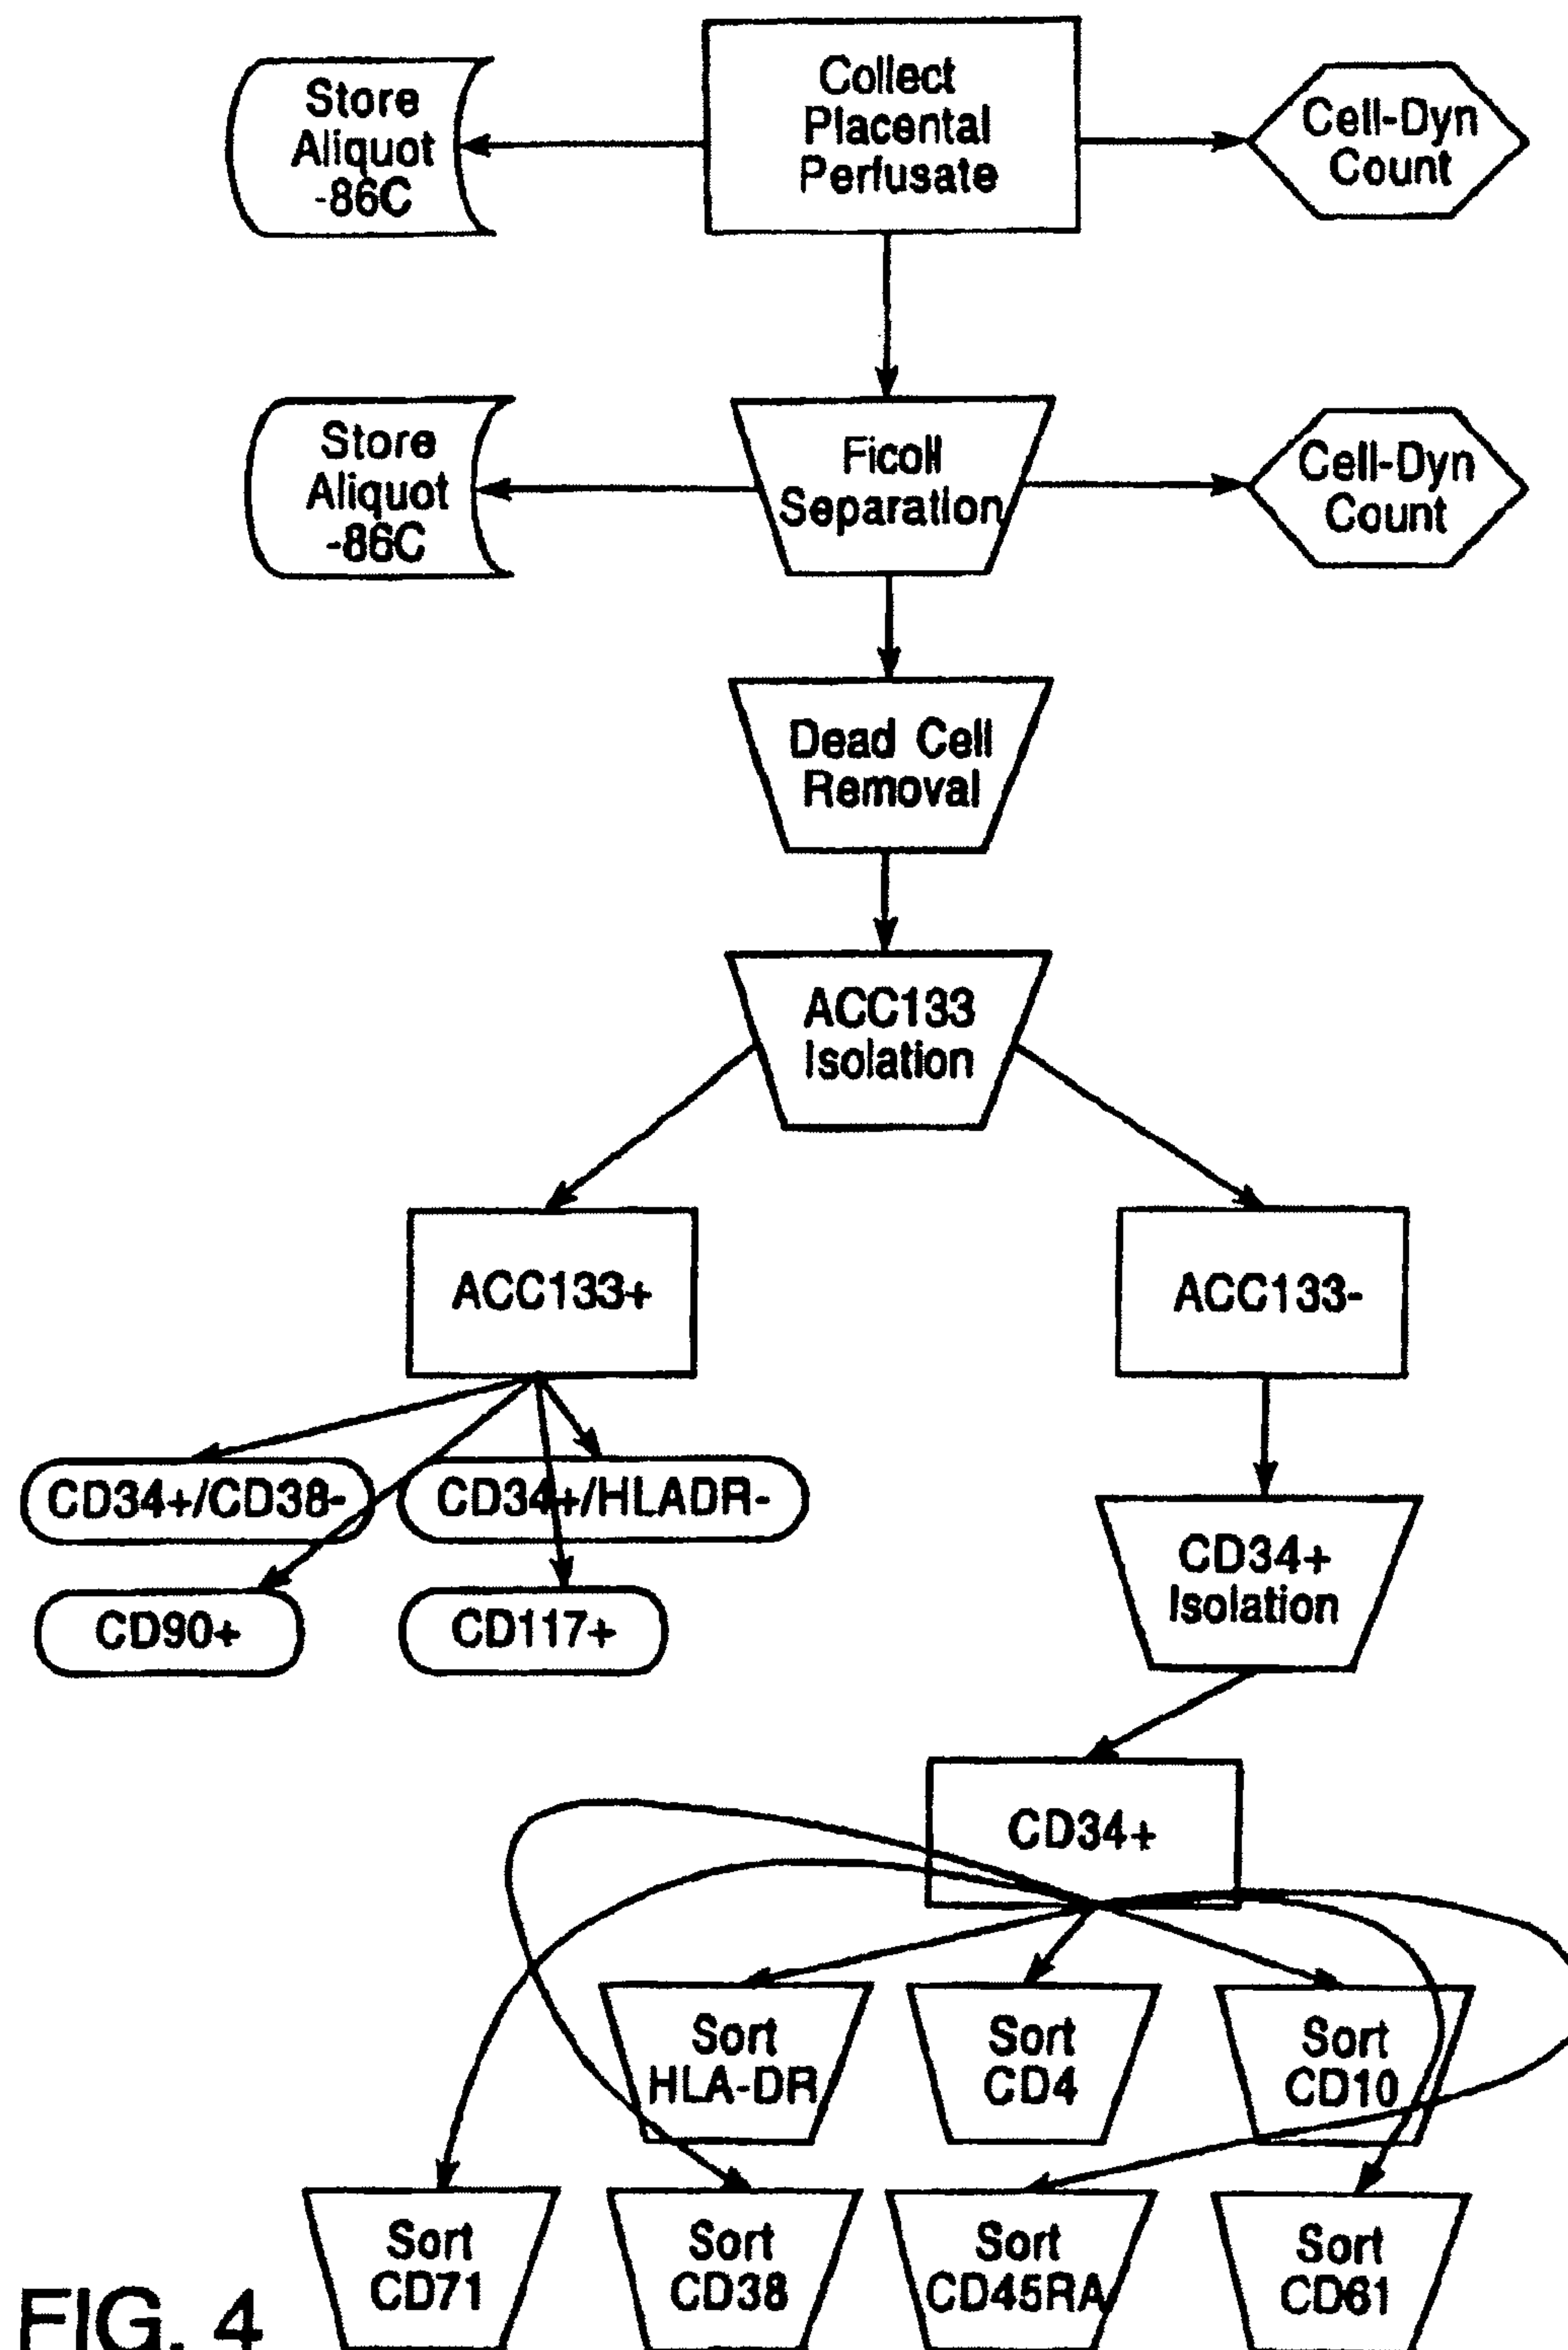 Store
Aliquot
-86C
Collect
Placental
Perfusate
Cell-Dyn
Count
Store
Aliquot
-86C
Ficoll
Separation
Cell-Dyn
Count
Dead Cell
Removal
ACC133
Isolation
ACC133+
ACC133-
CD34+/CD38-
CD34+/HLADR-
CD90+
CD117+
CD34+
Isolation
CD34+
Sort
HLA-DR
Sort
CD4
Sort
CD10
Sort
CD71
Sort
CD38
Sort
CD45RA
Sort
CD61
FIG. 4